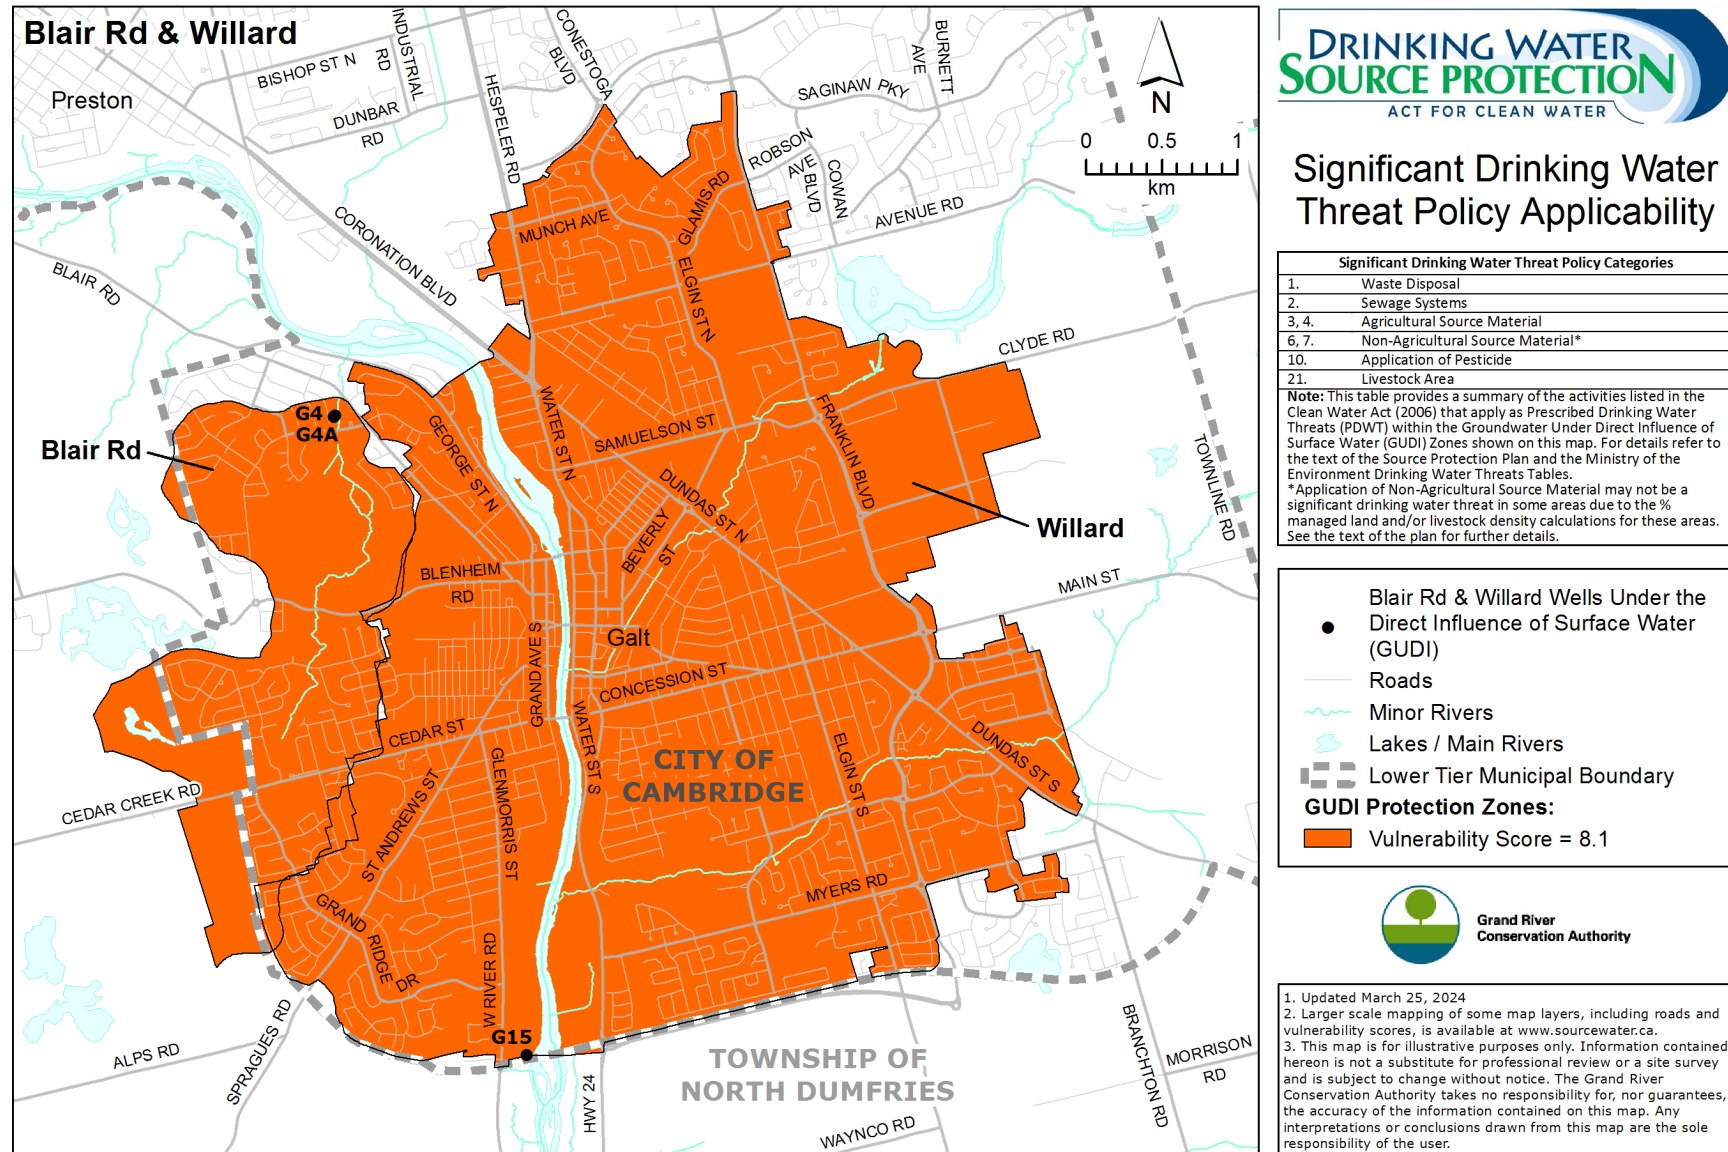 Blair Rd & Willard
Preston
BISHOP ST N
INDUSTRIAL
RD
DUNBAR
RD
HESPELER RD
CONESTOGA
BLVD
SAGINAW PKY
BURNETT
AVE
ROBSON
AVE
COWAN
BLVD
AVENUE RD
N
0 0.5 1
km
MUNCH AVE
GLAMIS RD
ELGIN ST N
CORONATION BLVD
BLAIR RD
CLYDE RD
G4
G4A
Blair Rd
GEORGE ST N
WATER ST N
SAMUELSON ST
FRANKLIN BLVD
TOWNLINE RD
DUNDAS ST N
BEVERLY
ST
Willard
BLENHEIM
RD
MAIN ST
Galt
GRAND AVE S
CONCESSION ST
CEDAR ST
WATER ST S
CITY OF
CAMBRIDGE
ELGIN ST S
DUNDAS ST S
CEDAR CREEK RD
ST ANDREWS ST
GLENMORRIS ST
MYERS RD
GRAND RIDGE
DR
W RIVER RD
G15
SPRAGUES RD
ALPS RD
TOWNSHIP OF
NORTH DUMFRIES
HWY 24
BRANCHTON RD
MORRISON
RD
WAYNCO RD
DRINKING WATER
SOURCE PROTECTION
ACT FOR CLEAN WATER
Significant Drinking Water
Threat Policy Applicability
Significant Drinking Water Threat Policy Categories
1. Waste Disposal
2. Sewage Systems
3, 4. Agricultural Source Material
6, 7. Non-Agricultural Source Material*
10. Application of Pesticide
21. Livestock Area
Note: This table provides a summary of the activities listed in the
Clean Water Act (2006) that apply as Prescribed Drinking Water
Threats (PDWT) within the Groundwater Under Direct Influence of
Surface Water (GUDI) Zones shown on this map. For details refer to
the text of the Source Protection Plan and the Ministry of the
Environment Drinking Water Threats Tables.
*Application of Non-Agricultural Source Material may not be a
significant drinking water threat in some areas due to the %
managed land and/or livestock density calculations for these areas.
See the text of the plan for further details.
Blair Rd & Willard Wells Under the
Direct Influence of Surface Water
(GUDI)
Roads
Minor Rivers
Lakes / Main Rivers
Lower Tier Municipal Boundary
GUDI Protection Zones:
Vulnerability Score = 8.1
Grand River
Conservation Authority
1. Updated March 25, 2024
2. Larger scale mapping of some map layers, including roads and
vulnerability scores, is available at www.sourcewater.ca.
3. This map is for illustrative purposes only. Information contained
hereon is not a substitute for professional review or a site survey
and is subject to change without notice. The Grand River
Conservation Authority takes no responsibility for, nor guarantees,
the accuracy of the information contained on this map. Any
interpretations or conclusions drawn from this map are the sole
responsibility of the user.